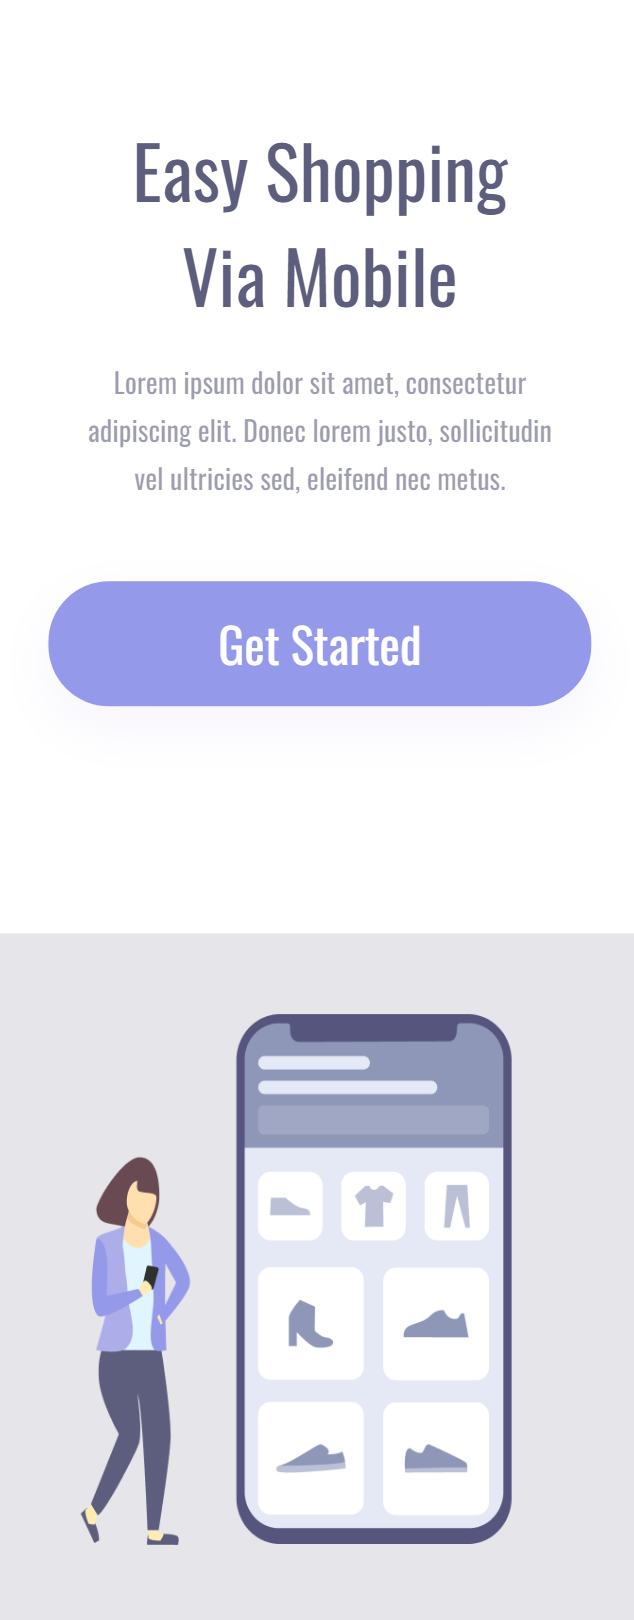 Easy Shopping
Via Mobile
Lorem ipsum dolor sit amet, consectetur
adipiscing elit. Donec lorem justo, sollicitudin
vel ultricies sed, eleifend nec metus.
Get Started